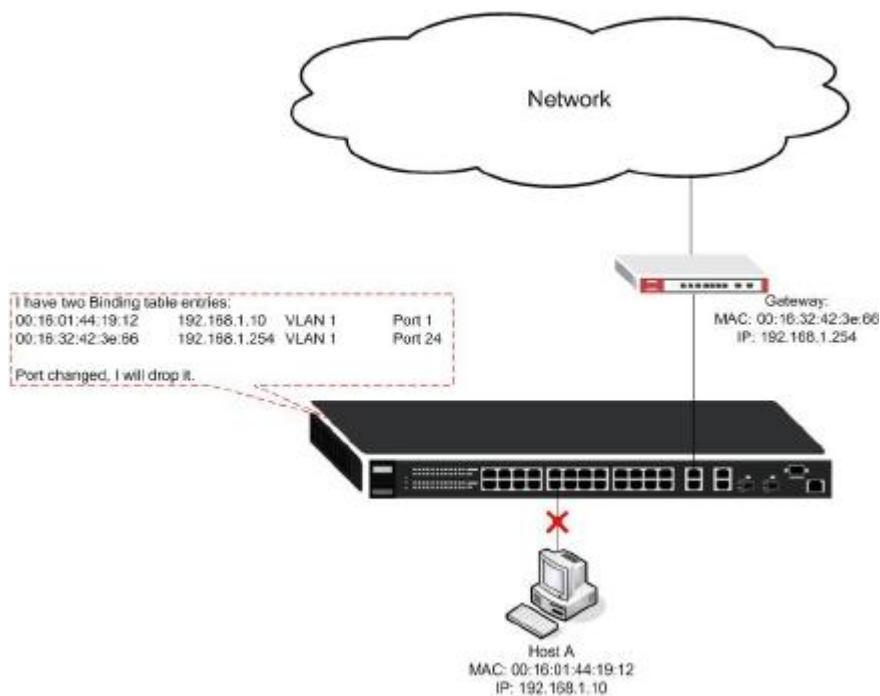 Network
I have two Binding table entries:
00:16:01:44:19:12 192.168.1.10 VLAN 1 Port 1
00:16:32:42:3e:66 192.168.1.254 VLAN 1 Port 24
Port changed, I will drop it.
Gateway:
MAC: 00:16:32:42:3e:66
IP: 192.168.1.254
Host A
MAC: 00:16:01:44:19:12
IP: 192.168.1.10